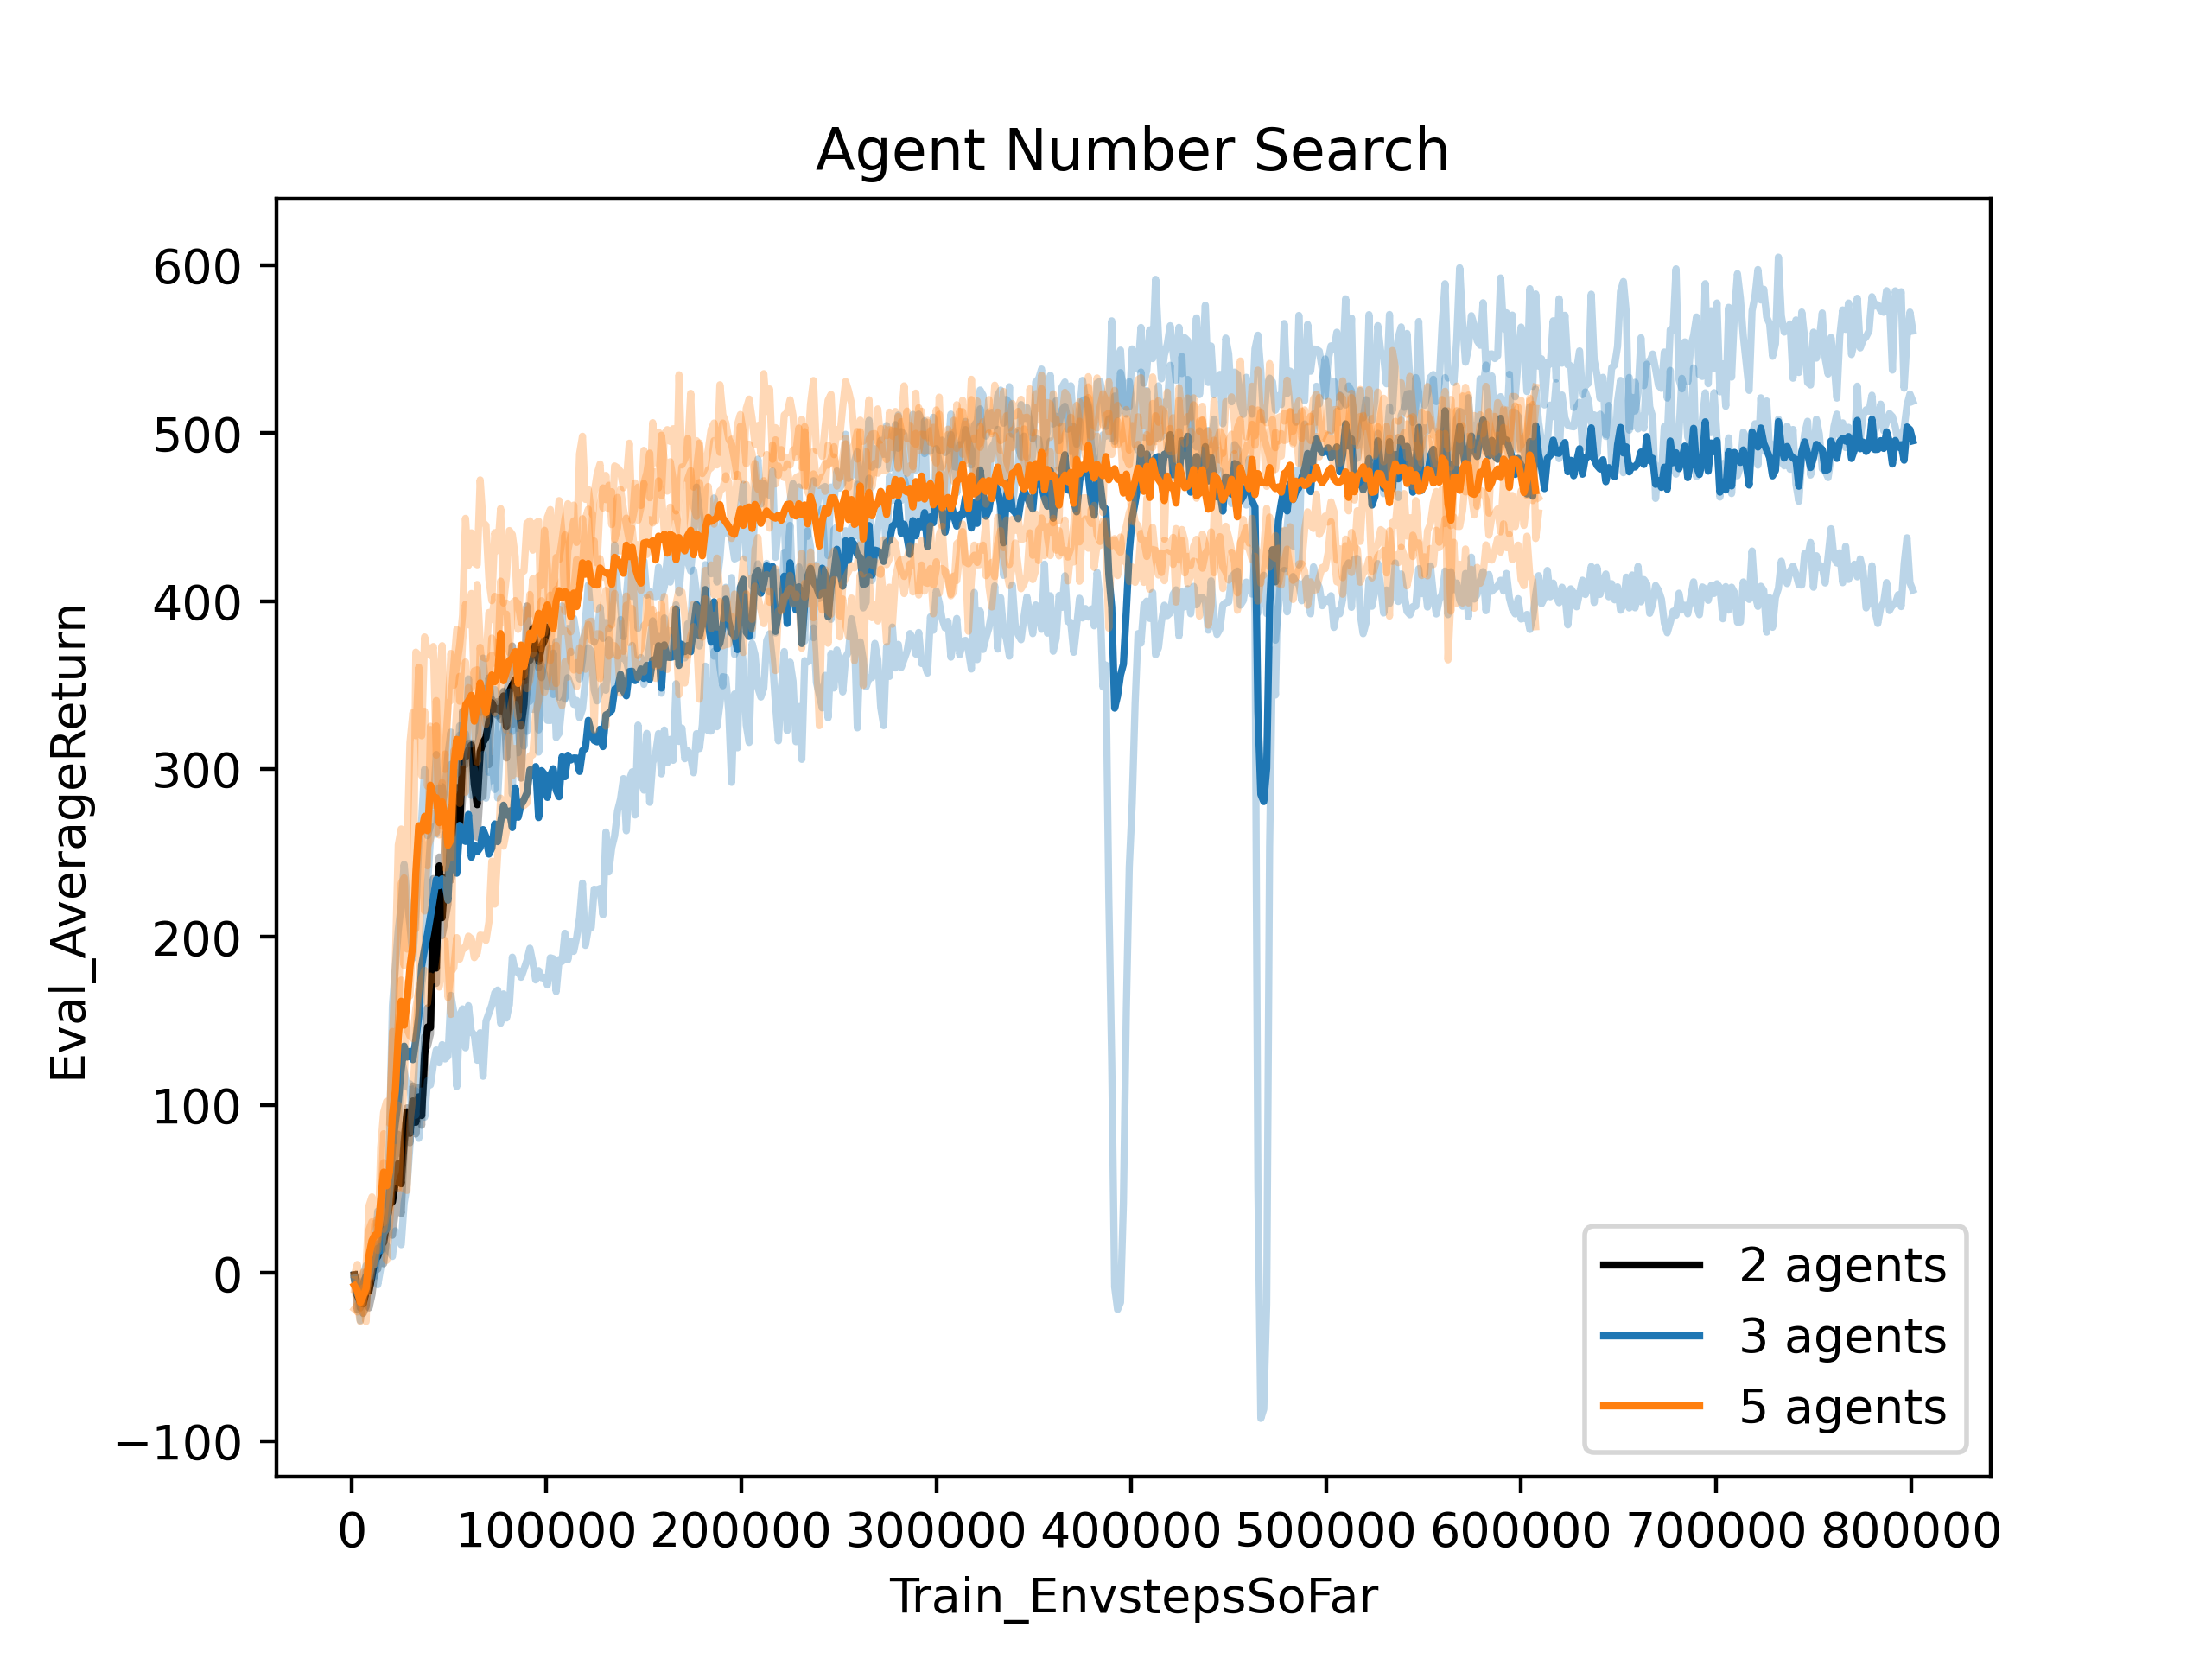 Agent Number Search
Eval_AverageReturn
600
500
400
300
200
100
0
−100
0 100000 200000 300000 400000 500000 600000 700000 800000
Train_EnvstepsSoFar
2 agents
3 agents
5 agents